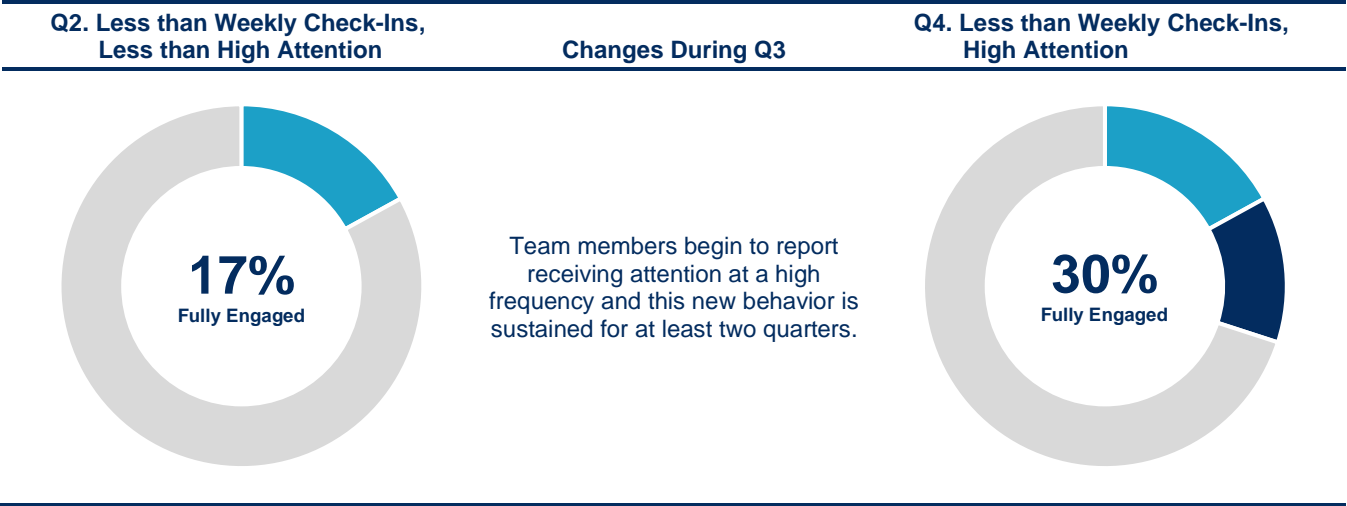 Q2. Less than Weekly Check-Ins,
Less than High Attention
Changes During Q3
Q4. Less than Weekly Check-Ins,
High Attention
17%
Fully Engaged
Team members begin to report
receiving attention at a high
frequency and this new behavior is
sustained for at least two quarters.
30%
Fully Engaged